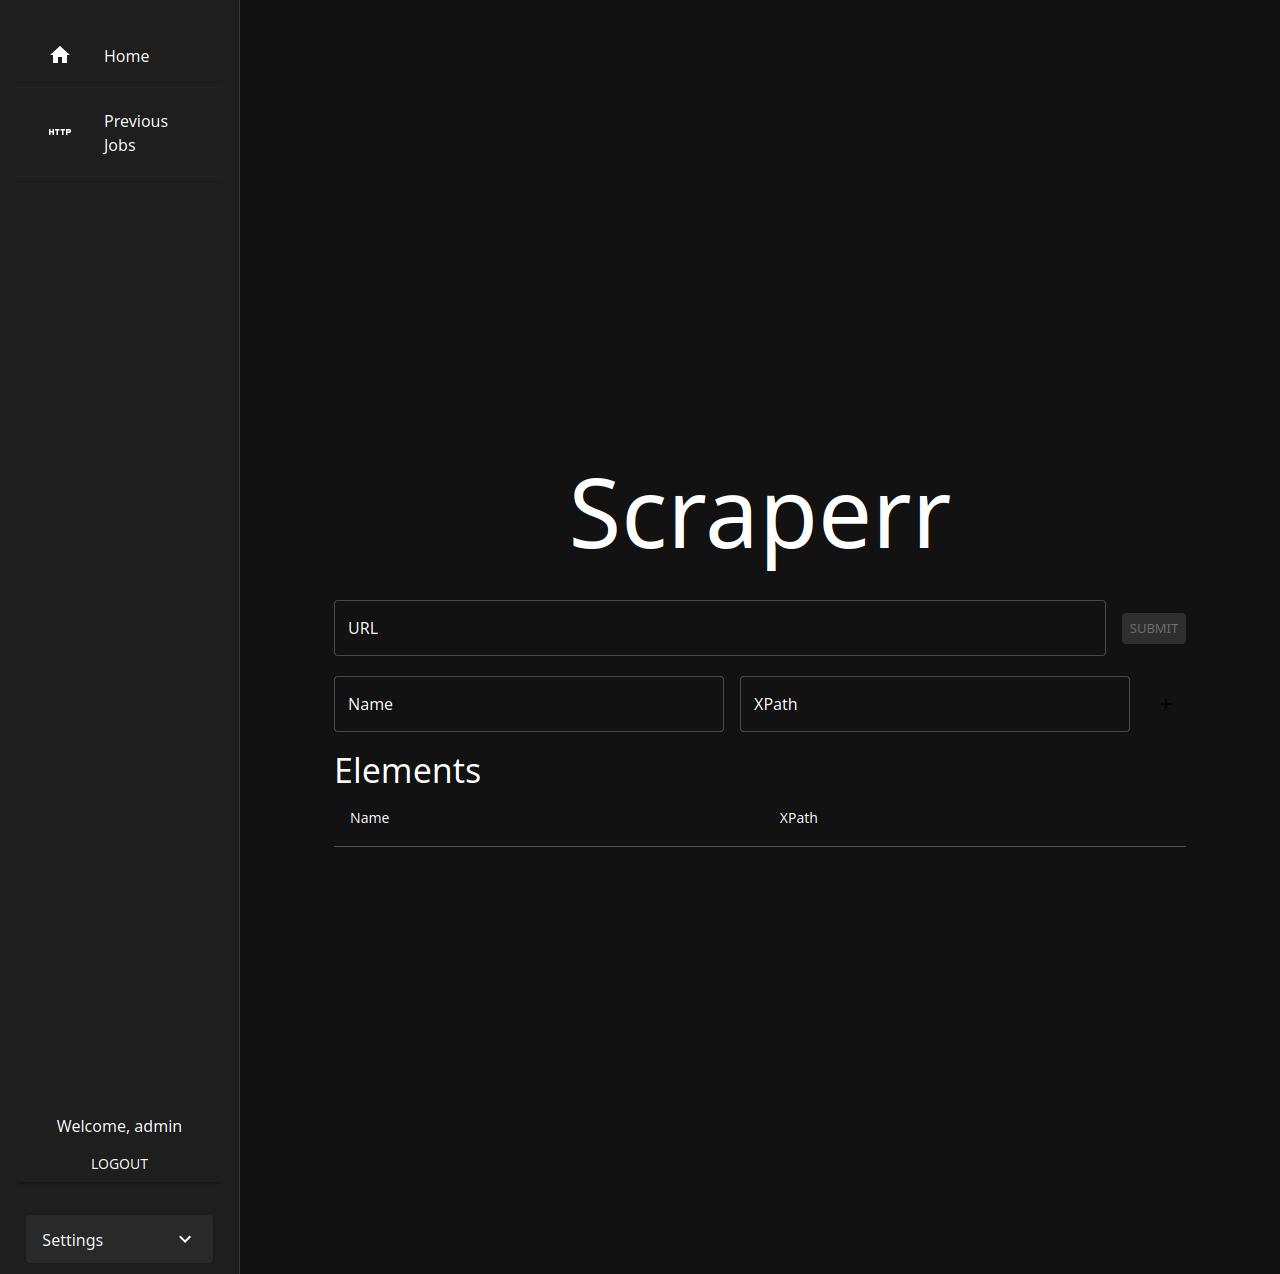 Home
HTTP
Previous
Jobs
Scraperr
URL
SUBMIT
Name
XPath
+
Elements
Name
XPath
Welcome, admin
LOGOUT
Settings